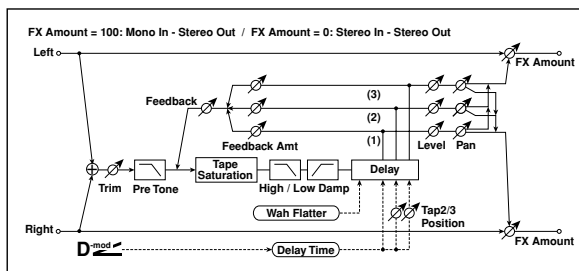 FX Amount = 100: Mono In - Stereo Out / FX Amount = 0: Stereo In - Stereo Out
Left
FX Amount
(3)
Feedback
(2)
(1)
Feedback Amt
Level
Pan
Tape
Saturation
Delay
Trim
Pre Tone
High / Low Damp
Wah Flatter
Tap2/3
Position
Right
FX Amount
D-mod
Delay Time